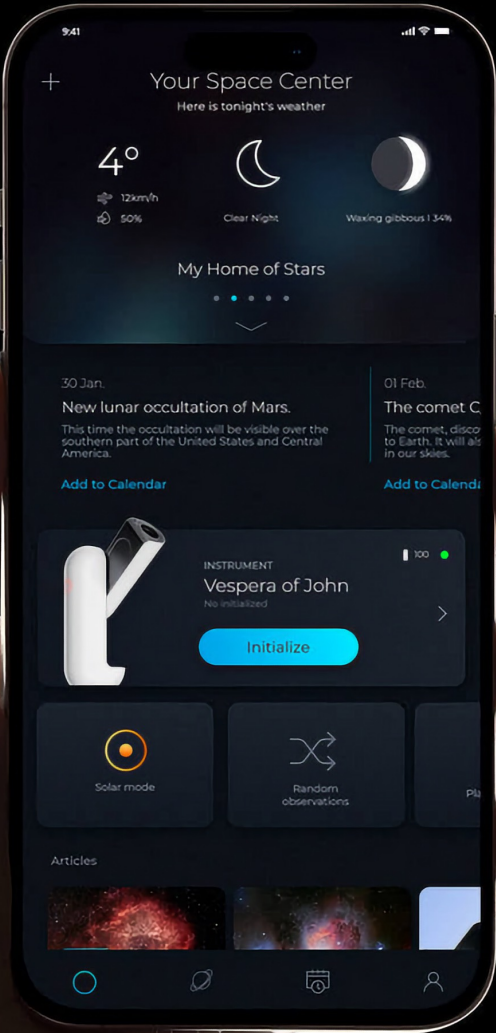 9:41
Your Space Center
Here is tonight's weather
4°
12km/h
50%
Clear Night
Waxing gibbous | 34%
My Home of Stars
30 Jan.
New lunar occultation of Mars.
This time the occultation will be visible over the
southern part of the United States and Central
America.
Add to Calendar
01 Feb.
The comet C
The comet, disco
to Earth. It will als
in our skies.
Add to Calenda
INSTRUMENT
100
Vespera of John
No initialized
Initialize
Solar mode
Random
observations
Pla
Articles